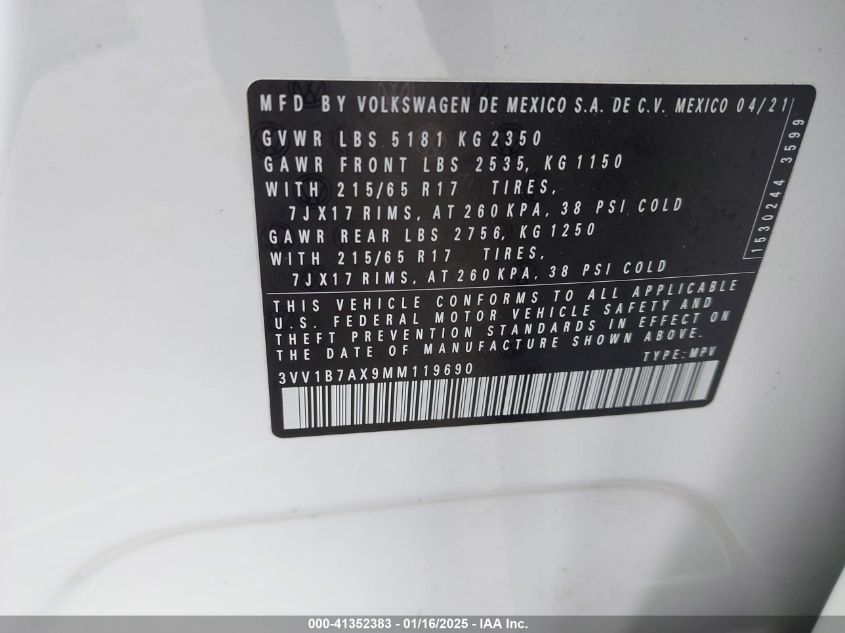 MFD BY VOLKSWAGEN DE MEXICO S.A. DE C.V. MEXICO 04/21
GVWR LBS 5181 KG 2350
GAWR FRONT LBS 2535, KG 1150
WITH 215/65 R17 TIRES,
7JX17 RIMS, AT 260 KPA, 38 PSI COLD
GAWR REAR LBS 2756, KG 1250
WITH 215/65 R17 TIRES,
7JX17 RIMS, AT 260 KPA, 38 PSI COLD
1530244 3599
THIS VEHICLE CONFORMS TO ALL APPLICABLE
U.S. FEDERAL MOTOR VEHICLE SAFETY AND
THEFT PREVENTION STANDARDS IN EFFECT ON
THE DATE OF MANUFACTURE SHOWN ABOVE.
TYPE: MPV
3VV1B7AX9MM119690
000-41352383 - 01/16/2025 - IAA Inc.